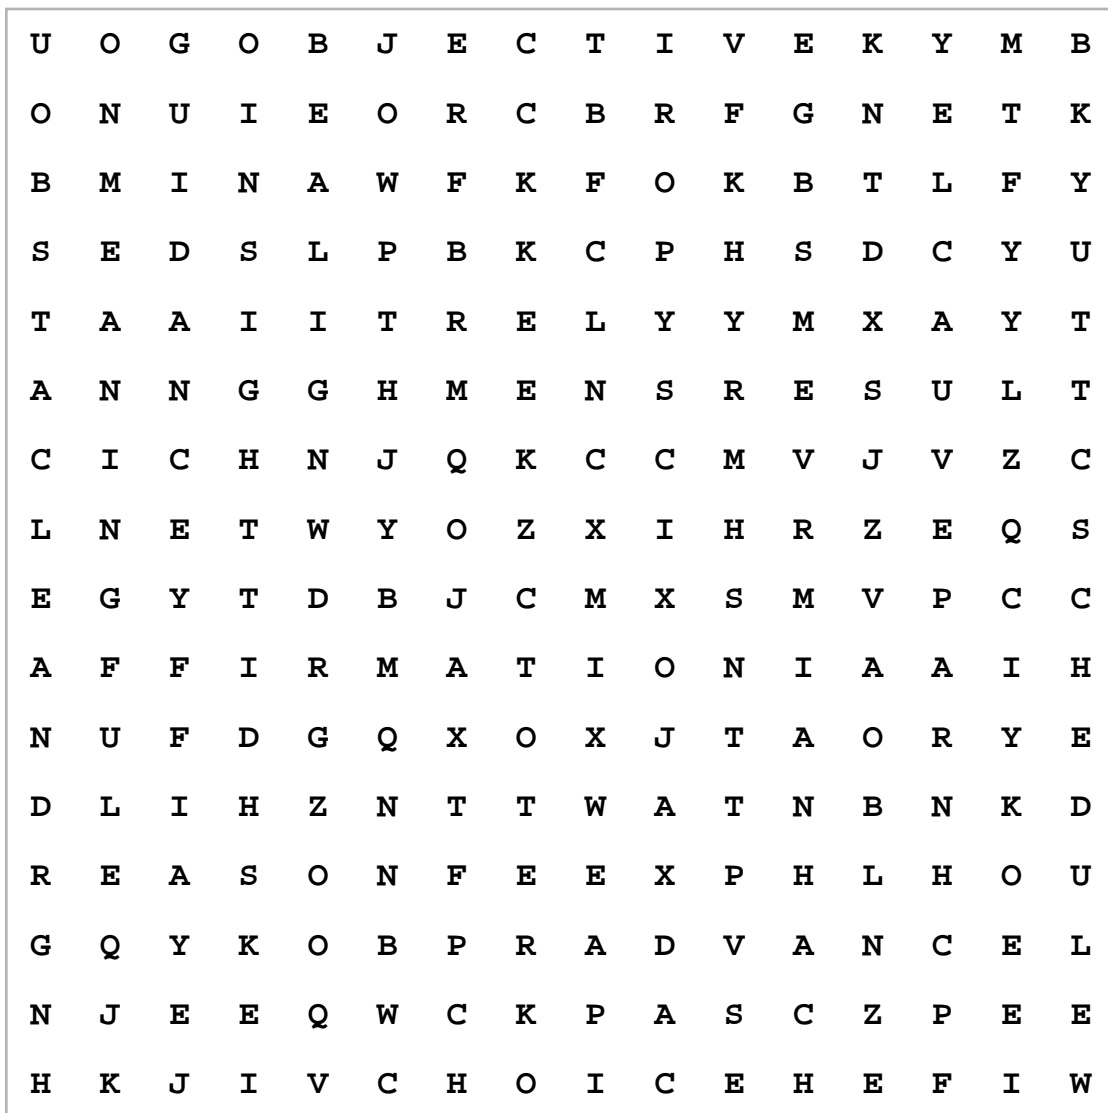 U O G O B J E C T I V E K Y M B
O N U I E O R C B R F G N E T K
B M I N A W F K F O K B T L F Y
S E D S L P B K C P H S D C Y U
T A A I I T R E L Y Y M X A Y T
A N N G G H M E N S R E S U L T
C I C H N J Q K C C M V J V Z C
L N E T W Y O Z X I H R Z E Q S
E G Y T D B J C M X S M V P C C
A F F I R M A T I O N I A A I H
N U F D G Q X O X J T A O R Y E
D L I H Z N T T W A T N B N K D
R E A S O N F E E X P H L H O U
G Q Y K O B P R A D V A N C E L
N J E E Q W C K P A S C Z P E E
H K J I V C H O I C E H E F I W